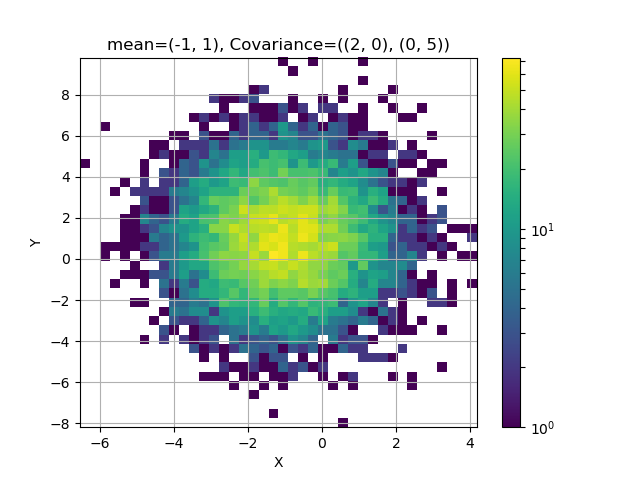 mean=(-1, 1), Covariance=((2, 0), (0, 5))
8
6
4
2
0
−2
−4
−6
−8
Y
−6 −4 −2 0 2 4
X
10¹
10⁰